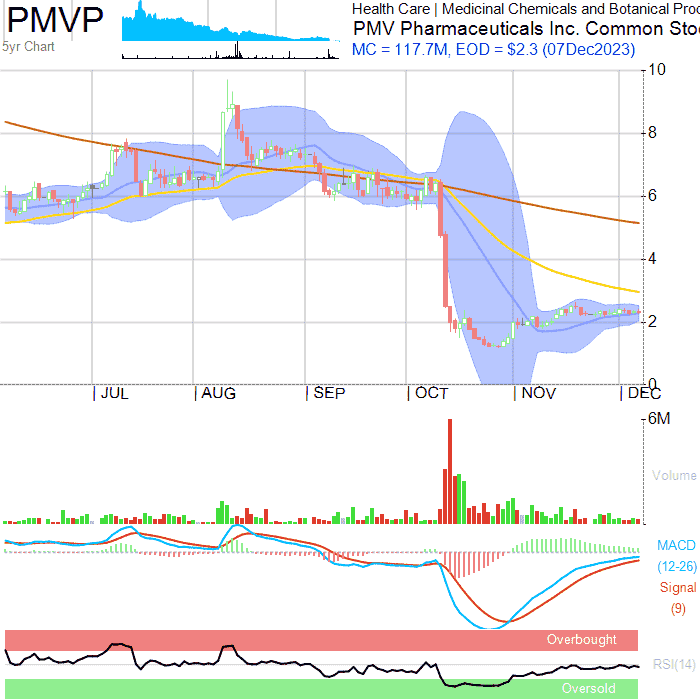 PMVP
5yr Chart
Health Care | Medicinal Chemicals and Botanical Proc
PMV Pharmaceuticals Inc. Common Stoc
MC = 117.7M, EOD = $2.3 (07Dec2023)
10
8
6
4
2
0
JUL
AUG
SEP
OCT
NOV
DEC
6M
Volume
MACD
(12-26)
Signal
(9)
Overbought
RSI(14)
Oversold